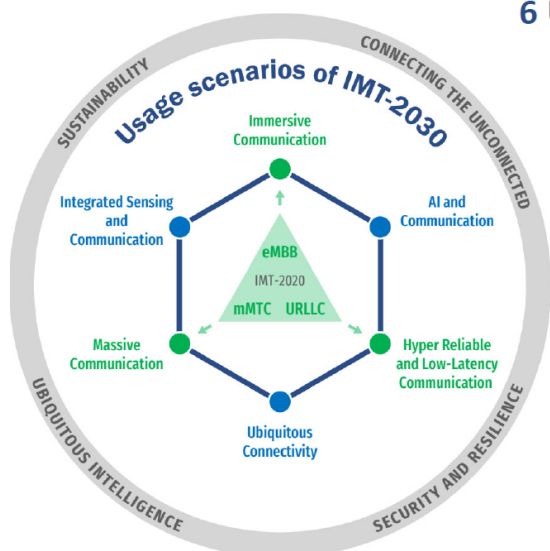 6
Usage scenarios of IMT-2030
SUSTAINABILITY
CONNECTING THE UNCONNECTED
Immersive
Communication
Integrated Sensing
and
Communication
AI and
Communication
eMBB
IMT-2020
mMTC URLLC
Massive
Communication
Hyper Reliable
and Low-Latency
Communication
Ubiquitous
Connectivity
UBIQUITOUS INTELLIGENCE
SECURITY AND RESILIENCE